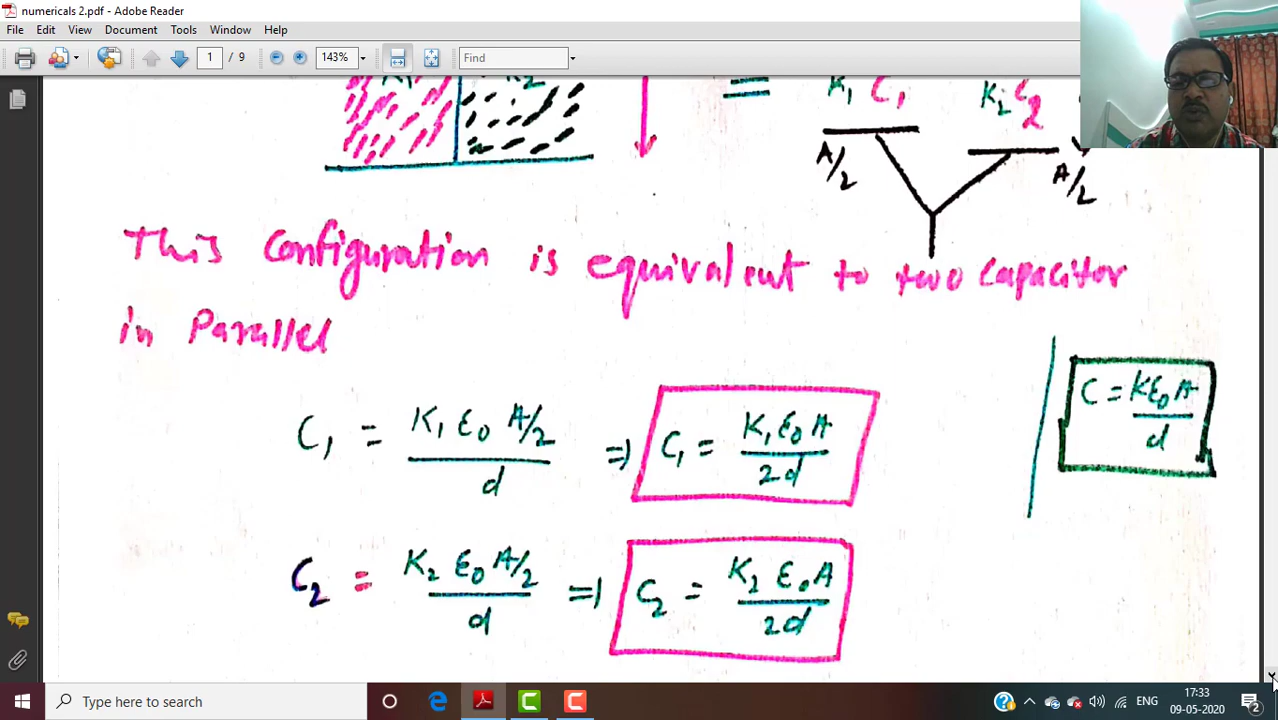 numericals 2.pdf - Adobe Reader
File Edit View Document Tools Window Help
1 / 9 143% Find
K1 C1 K2 C2
A/2 A/2
This Configuration is equivalent to two Capacitor
in Parallel
C = Kε0A/d
C1 = K1 ε0 A/2 / d ⇒ C1 = K1 ε0 A / 2d
C2 = K2 ε0 A/2 / d ⇒ C2 = K2 ε0 A / 2d
Type here to search
ENG 17:33
09-05-2020
2